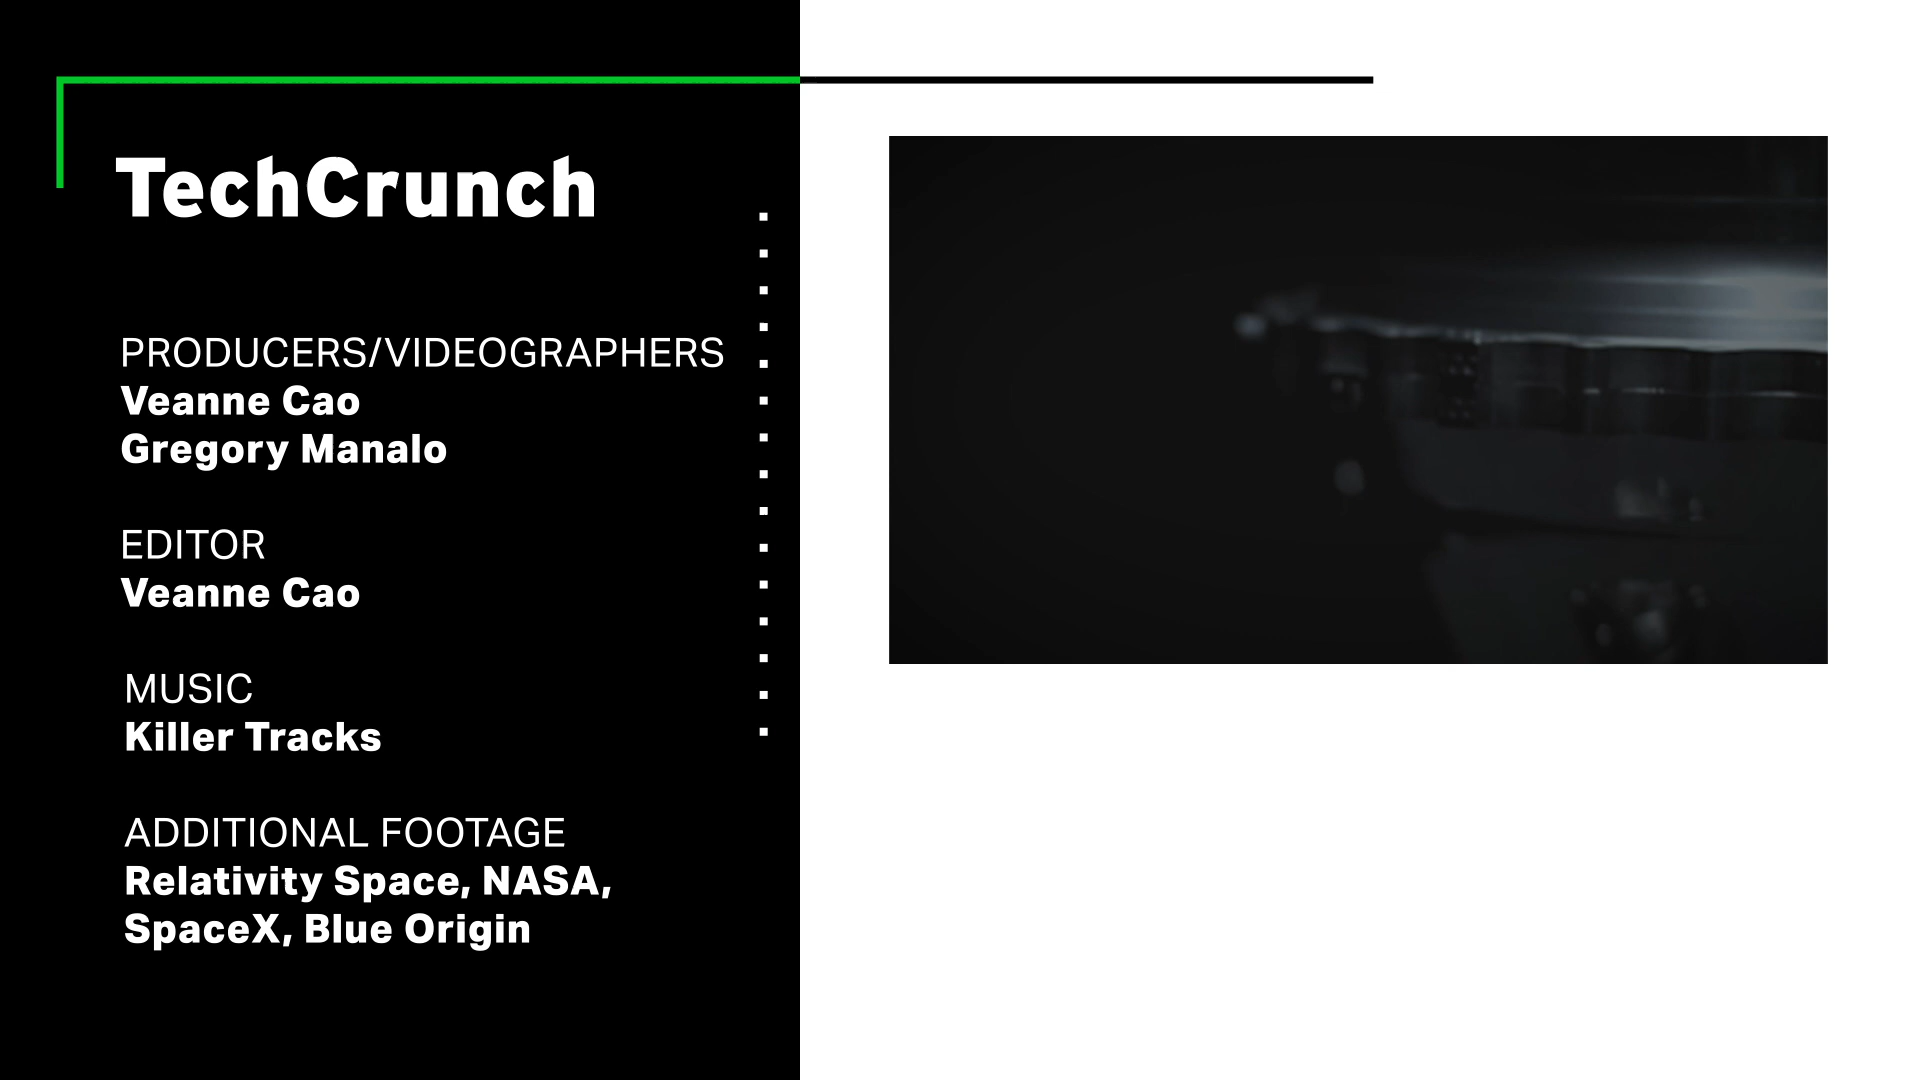 TechCrunch
PRODUCERS/VIDEOGRAPHERS
Veanne Cao
Gregory Manalo
EDITOR
Veanne Cao
MUSIC
Killer Tracks
ADDITIONAL FOOTAGE
Relativity Space, NASA,
SpaceX, Blue Origin